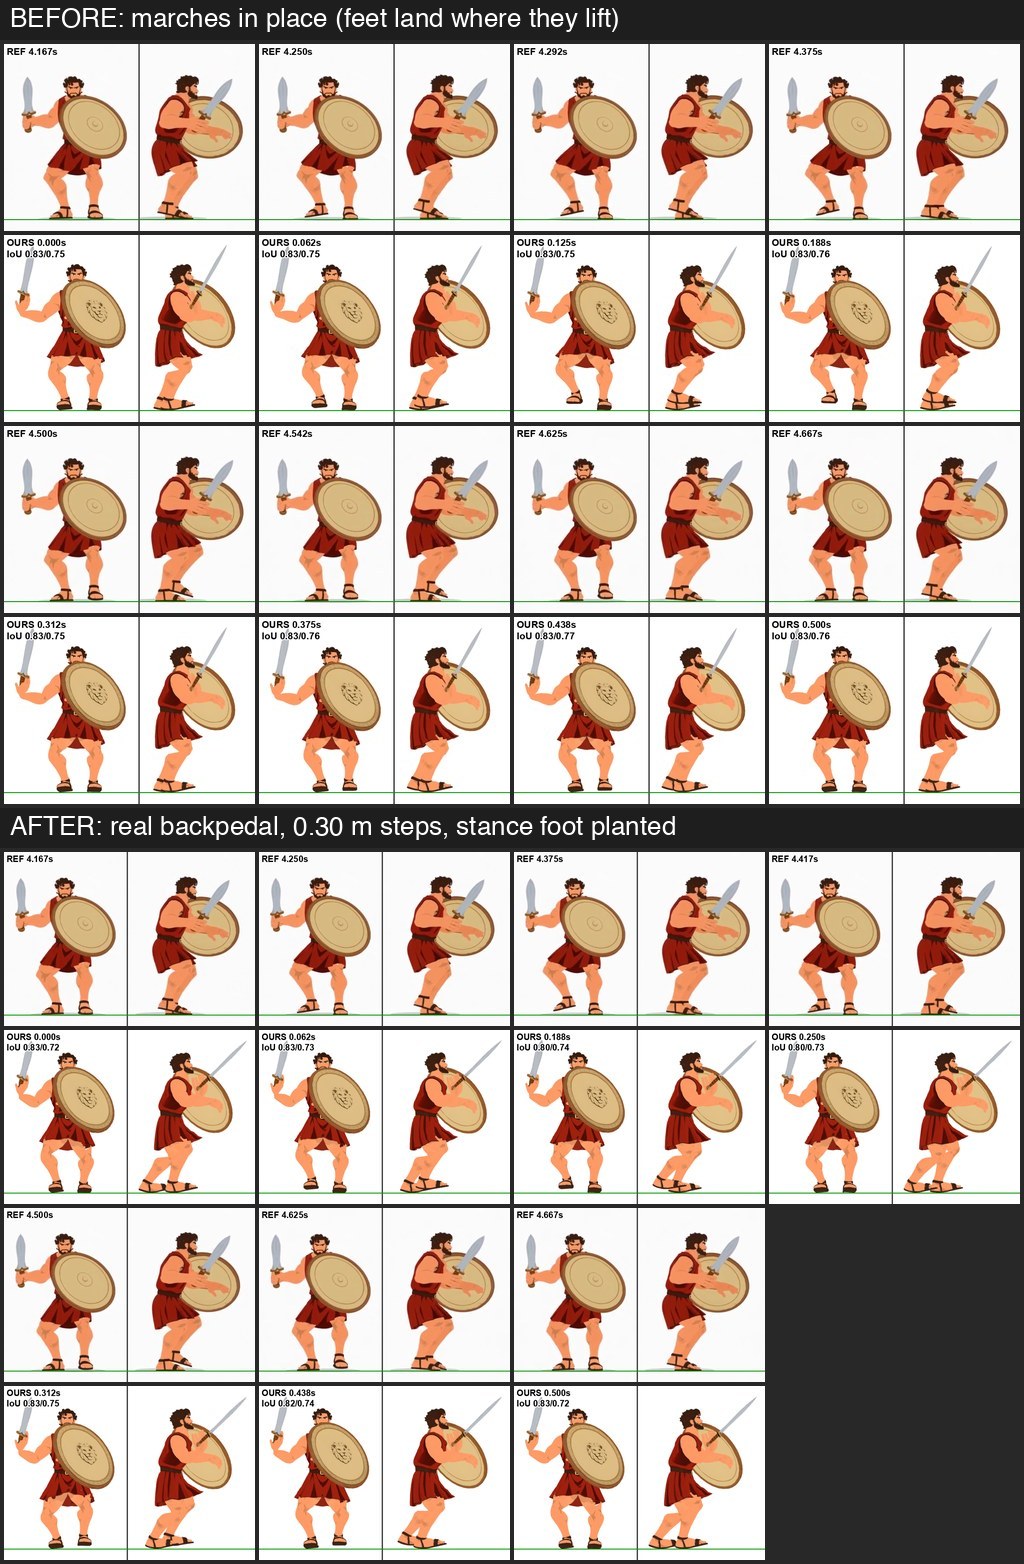 BEFORE: marches in place (feet land where they lift)
REF 4.167s
REF 4.250s
REF 4.292s
REF 4.375s
OURS 0.000s
IoU 0.83/0.75
OURS 0.062s
IoU 0.83/0.75
OURS 0.125s
IoU 0.83/0.75
OURS 0.188s
IoU 0.83/0.76
REF 4.500s
REF 4.542s
REF 4.625s
REF 4.667s
OURS 0.312s
IoU 0.83/0.75
OURS 0.375s
IoU 0.83/0.76
OURS 0.438s
IoU 0.83/0.77
OURS 0.500s
IoU 0.83/0.76
AFTER: real backpedal, 0.30 m steps, stance foot planted
REF 4.167s
REF 4.250s
REF 4.375s
REF 4.417s
OURS 0.000s
IoU 0.83/0.72
OURS 0.062s
IoU 0.83/0.73
OURS 0.188s
IoU 0.80/0.74
OURS 0.250s
IoU 0.80/0.73
REF 4.500s
REF 4.625s
REF 4.667s
OURS 0.312s
IoU 0.83/0.75
OURS 0.438s
IoU 0.82/0.74
OURS 0.500s
IoU 0.83/0.72